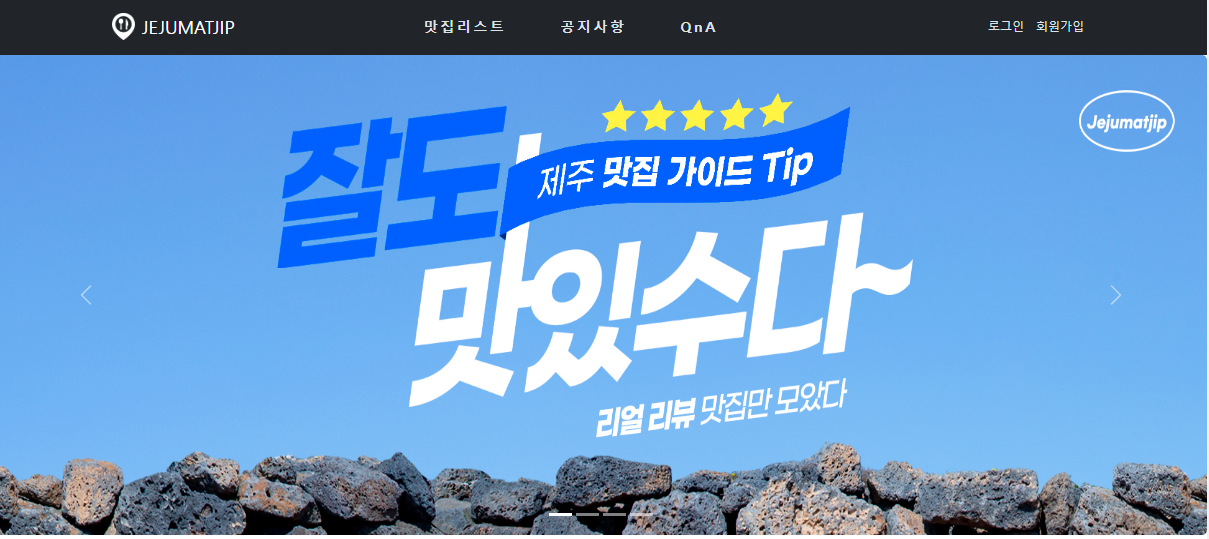 JEJUMATJIP
맛집리스트
공지사항
QnA
로그인
회원가입
Jejumatjip
제주 맛집 가이드 Tip
잘도!
맛있수다~
리얼 리뷰 맛집만 모았다